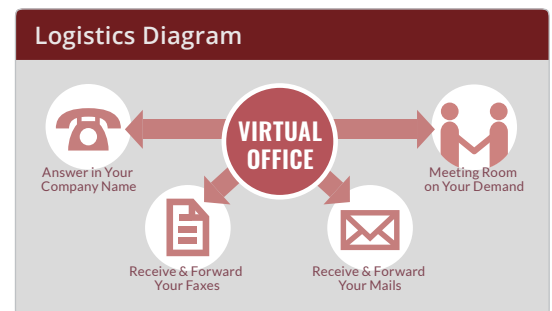 Logistics Diagram
VIRTUAL
OFFICE
Answer in Your
Company Name
Meeting Room
on Your Demand
Receive & Forward
Your Faxes
Receive & Forward
Your Mails